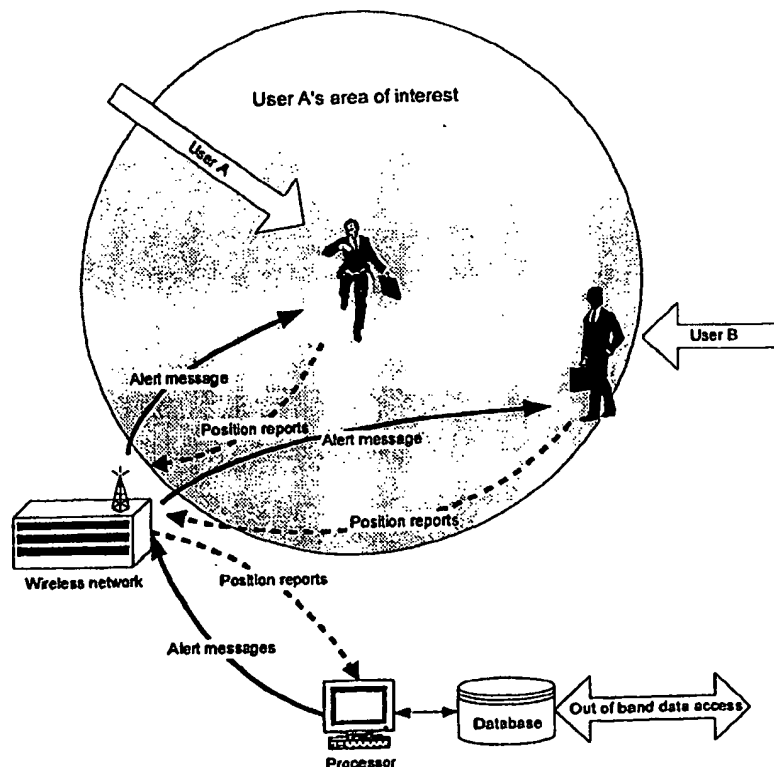 User A's area of interest
User A
User B
Alert message
Position reports
Alert message
Position reports
Wireless network
Position reports
Alert messages
Database
Out of band data access
Processor